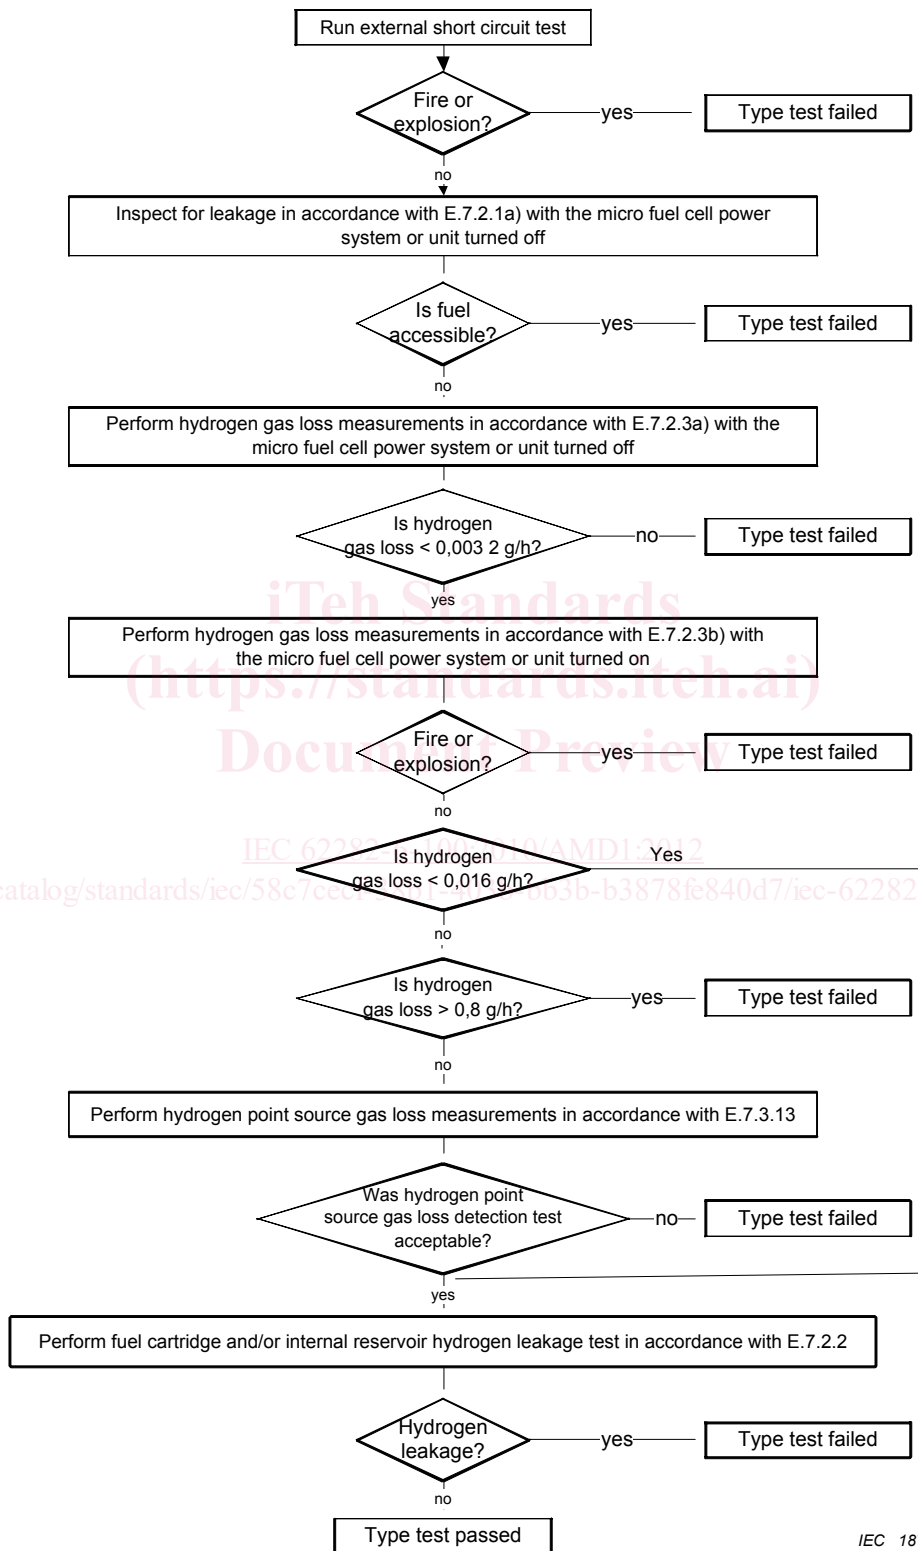 Run external short circuit test
Fire or
explosion?
yes
Type test failed
no
Inspect for leakage in accordance with E.7.2.1a) with the micro fuel cell power
system or unit turned off
Is fuel
accessible?
yes
Type test failed
no
Perform hydrogen gas loss measurements in accordance with E.7.2.3a) with the
micro fuel cell power system or unit turned off
Is hydrogen
gas loss < 0,003 2 g/h?
no
Type test failed
yes
iTeh Standards
Perform hydrogen gas loss measurements in accordance with E.7.2.3b) with
the micro fuel cell power system or unit turned on
(https://standards.iteh.ai)
Fire or
explosion?
yes
Type test failed
Document Preview
no
Is hydrogen
gas loss < 0,016 g/h?
Yes
no
Is hydrogen
gas loss > 0,8 g/h?
yes
Type test failed
no
Perform hydrogen point source gas loss measurements in accordance with E.7.3.13
Was hydrogen point
source gas loss detection test
acceptable?
no
Type test failed
yes
Perform fuel cartridge and/or internal reservoir hydrogen leakage test in accordance with E.7.2.2
Hydrogen
leakage?
yes
Type test failed
no
Type test passed
IEC 18